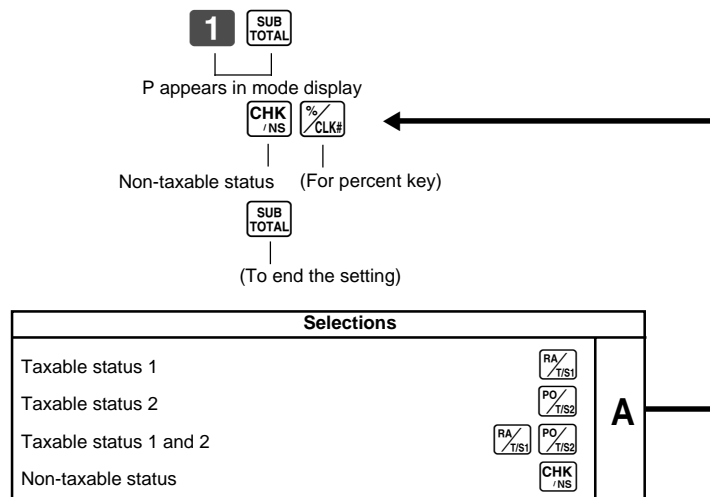 1 SUB TOTAL
P appears in mode display
CHK /NS %/CLK#
Non-taxable status (For percent key)
SUB TOTAL
(To end the setting)
Selections
Taxable status 1 RA/T/S1
Taxable status 2 PO/T/S2
Taxable status 1 and 2 RA/T/S1 PO/T/S2
Non-taxable status CHK /NS
A